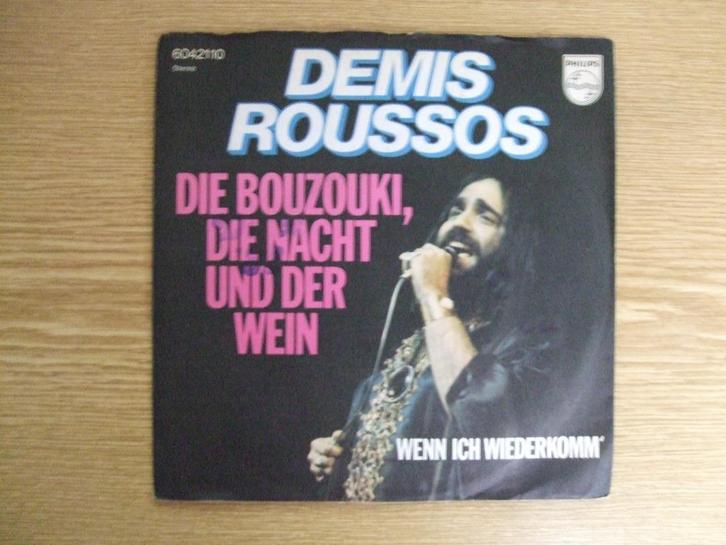 6042110
Stereo
PHILIPS
DEMIS
ROUSSOS
DIE BOUZOUKI,
DIE NACHT
UND DER
WEIN
WENN ICH WIEDERKOMM'